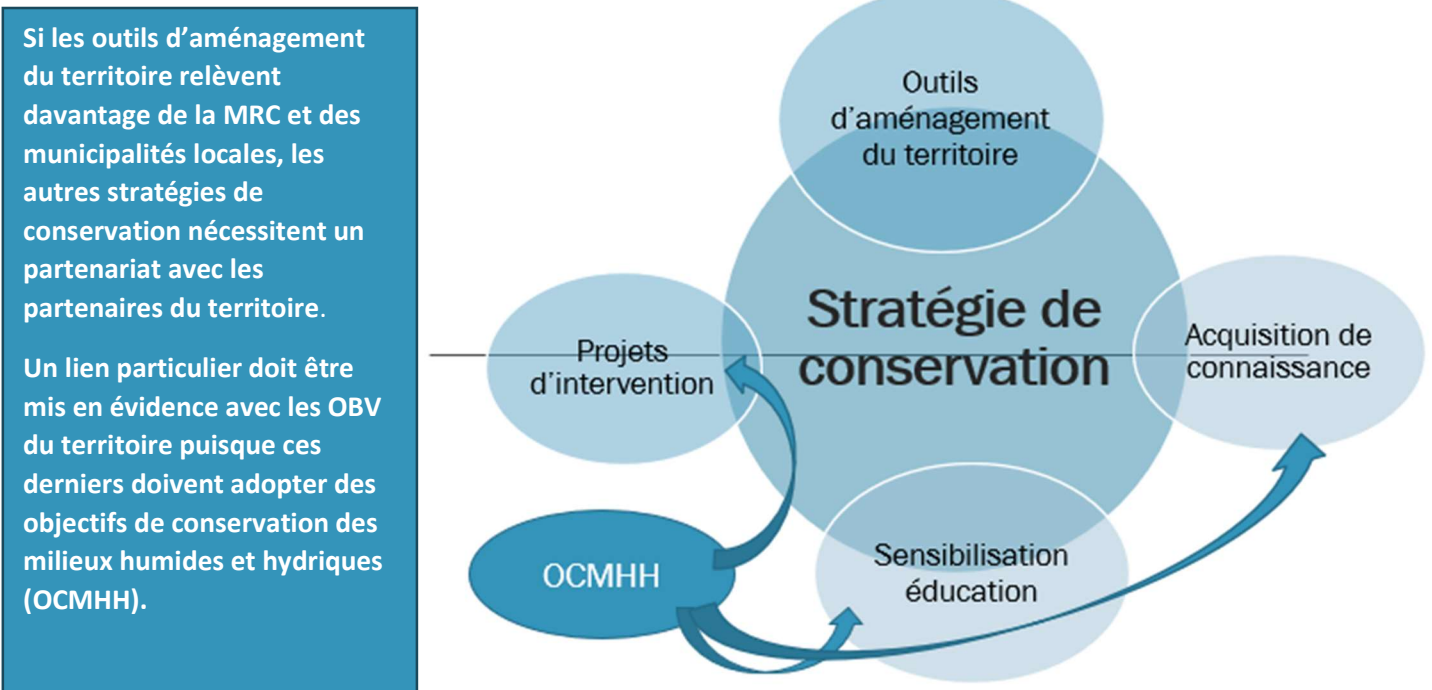 Si les outils d’aménagement
du territoire relèvent
davantage de la MRC et des
municipalités locales, les
autres stratégies de
conservation nécessitent un
partenariat avec les
partenaires du territoire.
Un lien particulier doit être
mis en évidence avec les OBV
du territoire puisque ces
derniers doivent adopter des
objectifs de conservation des
milieux humides et hydriques
(OCMHH).
Outils
d’aménagement
du territoire
Stratégie de
conservation
Projets
d’intervention
Acquisition de
connaissance
OCMHH
Sensibilisation
éducation